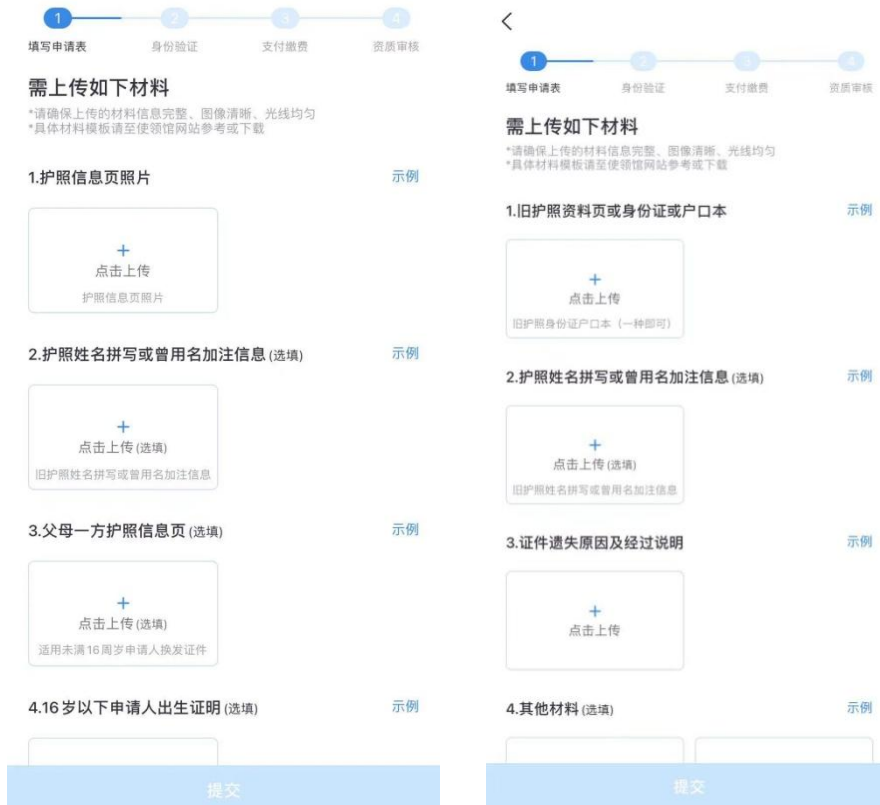 1 2 3 4
填写申请表 身份验证 支付缴费 资质审核
需上传如下材料
*请确保上传的材料信息完整、图像清晰、光线均匀
*具体材料模板请至使领馆网站参考或下载
1.护照信息页照片 示例
+
点击上传
护照信息页照片
2.护照姓名拼写或曾用名加注信息(选填) 示例
+
点击上传(选填)
旧护照姓名拼写或曾用名加注信息
3.父母一方护照信息页(选填) 示例
+
点击上传(选填)
适用未满16周岁申请人换发证件
4.16岁以下申请人出生证明(选填) 示例
提交
1 2 3 4
填写申请表 身份验证 支付缴费 资质审核
需上传如下材料
*请确保上传的材料信息完整、图像清晰、光线均匀
*具体材料模板请至使领馆网站参考或下载
1.旧护照资料页或身份证或户口本 示例
+
点击上传
旧护照身份证户口本（一种即可）
2.护照姓名拼写或曾用名加注信息(选填) 示例
+
点击上传(选填)
旧护照姓名拼写或曾用名加注信息
3.证件遗失原因及经过说明 示例
+
点击上传
4.其他材料(选填) 示例
提交